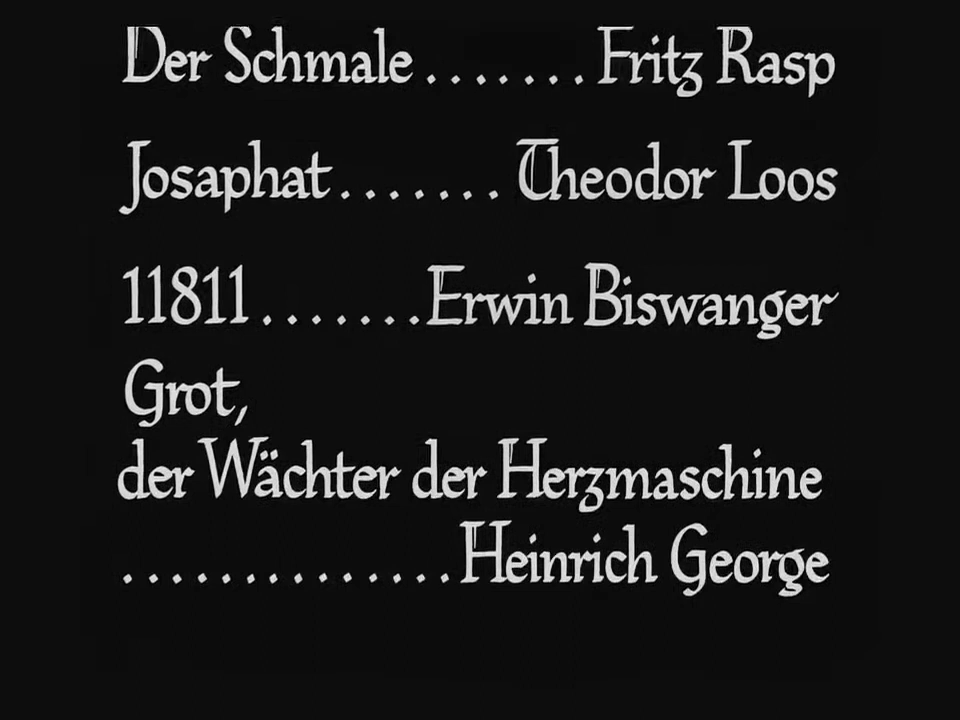 Der Schmale ....... Fritz Rasp
Josaphat ....... Theodor Loos
11811 ....... Erwin Biswanger
Grot,
der Wächter der Herzmaschine
.............. Heinrich George